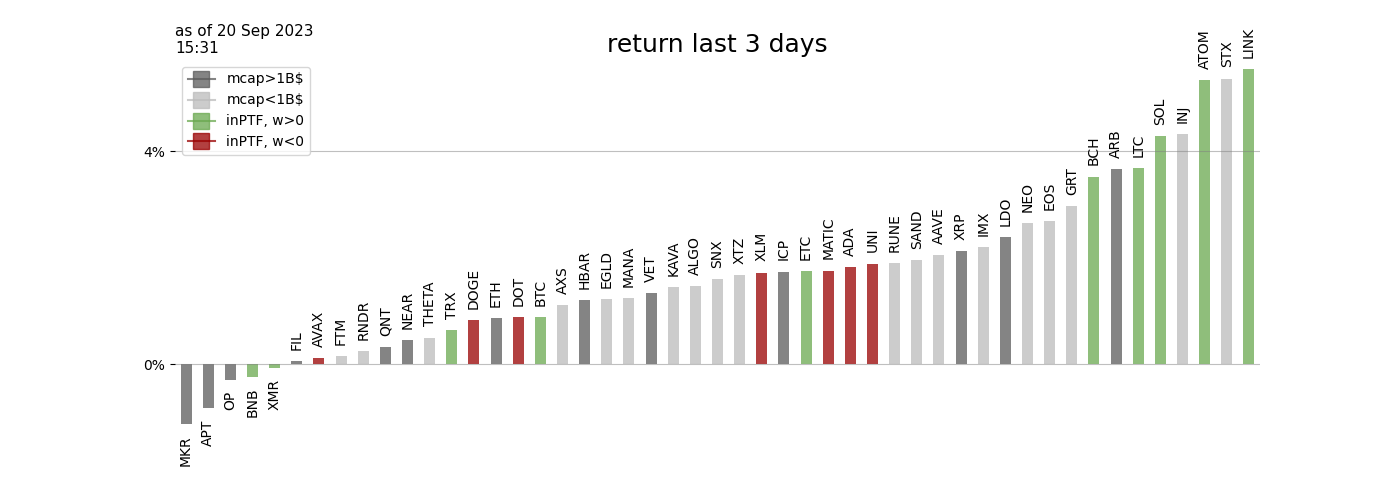 as of 20 Sep 2023
15:31
return last 3 days
mcap>1B$
mcap<1B$
inPTF, w>0
inPTF, w<0
4%
0%
MKR
APT
OP
BNB
XMR
FIL
AVAX
FTM
RNDR
QNT
NEAR
THETA
TRX
DOGE
ETH
DOT
BTC
AXS
HBAR
EGLD
MANA
VET
KAVA
ALGO
SNX
XTZ
XLM
ICP
ETC
MATIC
ADA
UNI
RUNE
SAND
AAVE
XRP
IMX
LDO
NEO
EOS
GRT
BCH
ARB
LTC
SOL
INJ
ATOM
STX
LINK